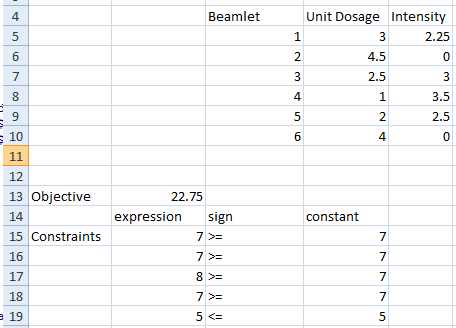 4 Beamlet Unit Dosage Intensity
5 1 3 2.25
6 2 4.5 0
7 3 2.5 3
8 4 1 3.5
9 5 2 2.5
10 6 4 0
11
12
13 Objective 22.75
14 expression sign constant
15 Constraints 7 >= 7
16 7 >= 7
17 8 >= 7
18 7 >= 7
19 5 <= 5